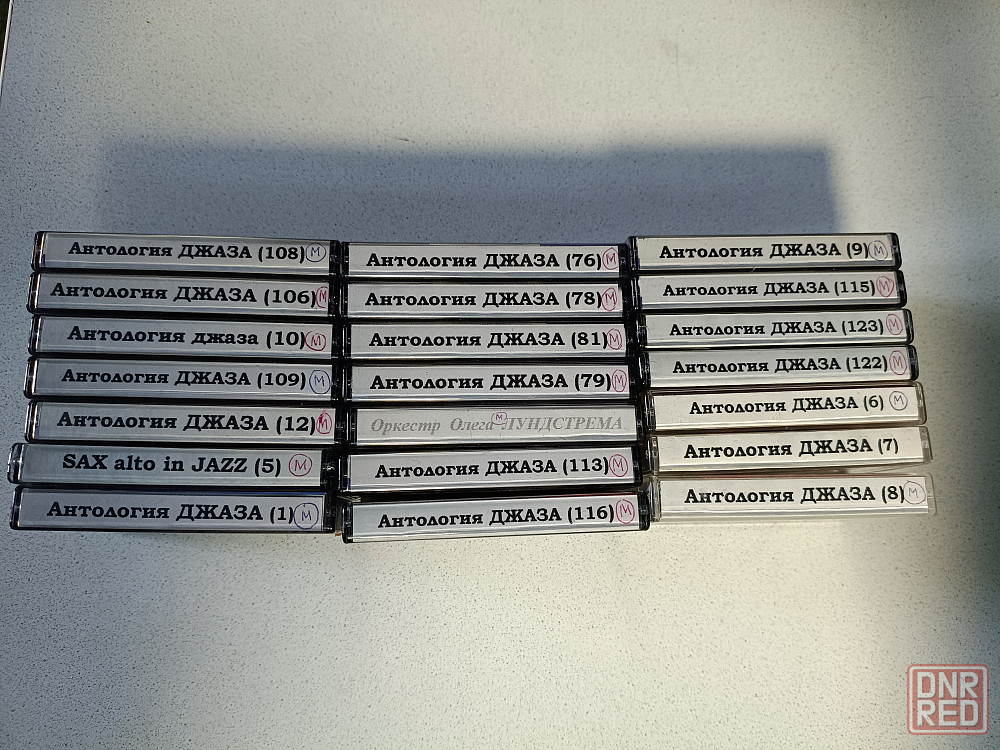 Антология ДЖАЗА (108) М
Антология ДЖАЗА (106) М
Антология джаза (10) М
Антология ДЖАЗА (109) М
Антология ДЖАЗА (12) М
SAX alto in JAZZ (5) М
Антология ДЖАЗА (1) М
Антология ДЖАЗА (76) М
Антология ДЖАЗА (78) М
Антология ДЖАЗА (81) М
Антология ДЖАЗА (79) М
Оркестр Олега ЛУНДСТРЕМА М
Антология ДЖАЗА (113) М
Антология ДЖАЗА (116) М
Антология ДЖАЗА (9) М
Антология ДЖАЗА (115) М
Антология ДЖАЗА (123) М
Антология ДЖАЗА (122) М
Антология ДЖАЗА (6) М
Антология ДЖАЗА (7)
Антология ДЖАЗА (8) М
DNR
RED